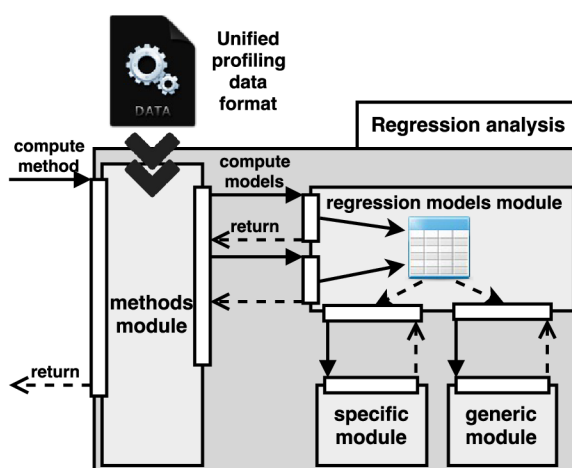 Unified
profiling
data
format
DATA
Regression analysis
compute
method
compute
models
regression models module
return
methods
module
return
specific
module
generic
module